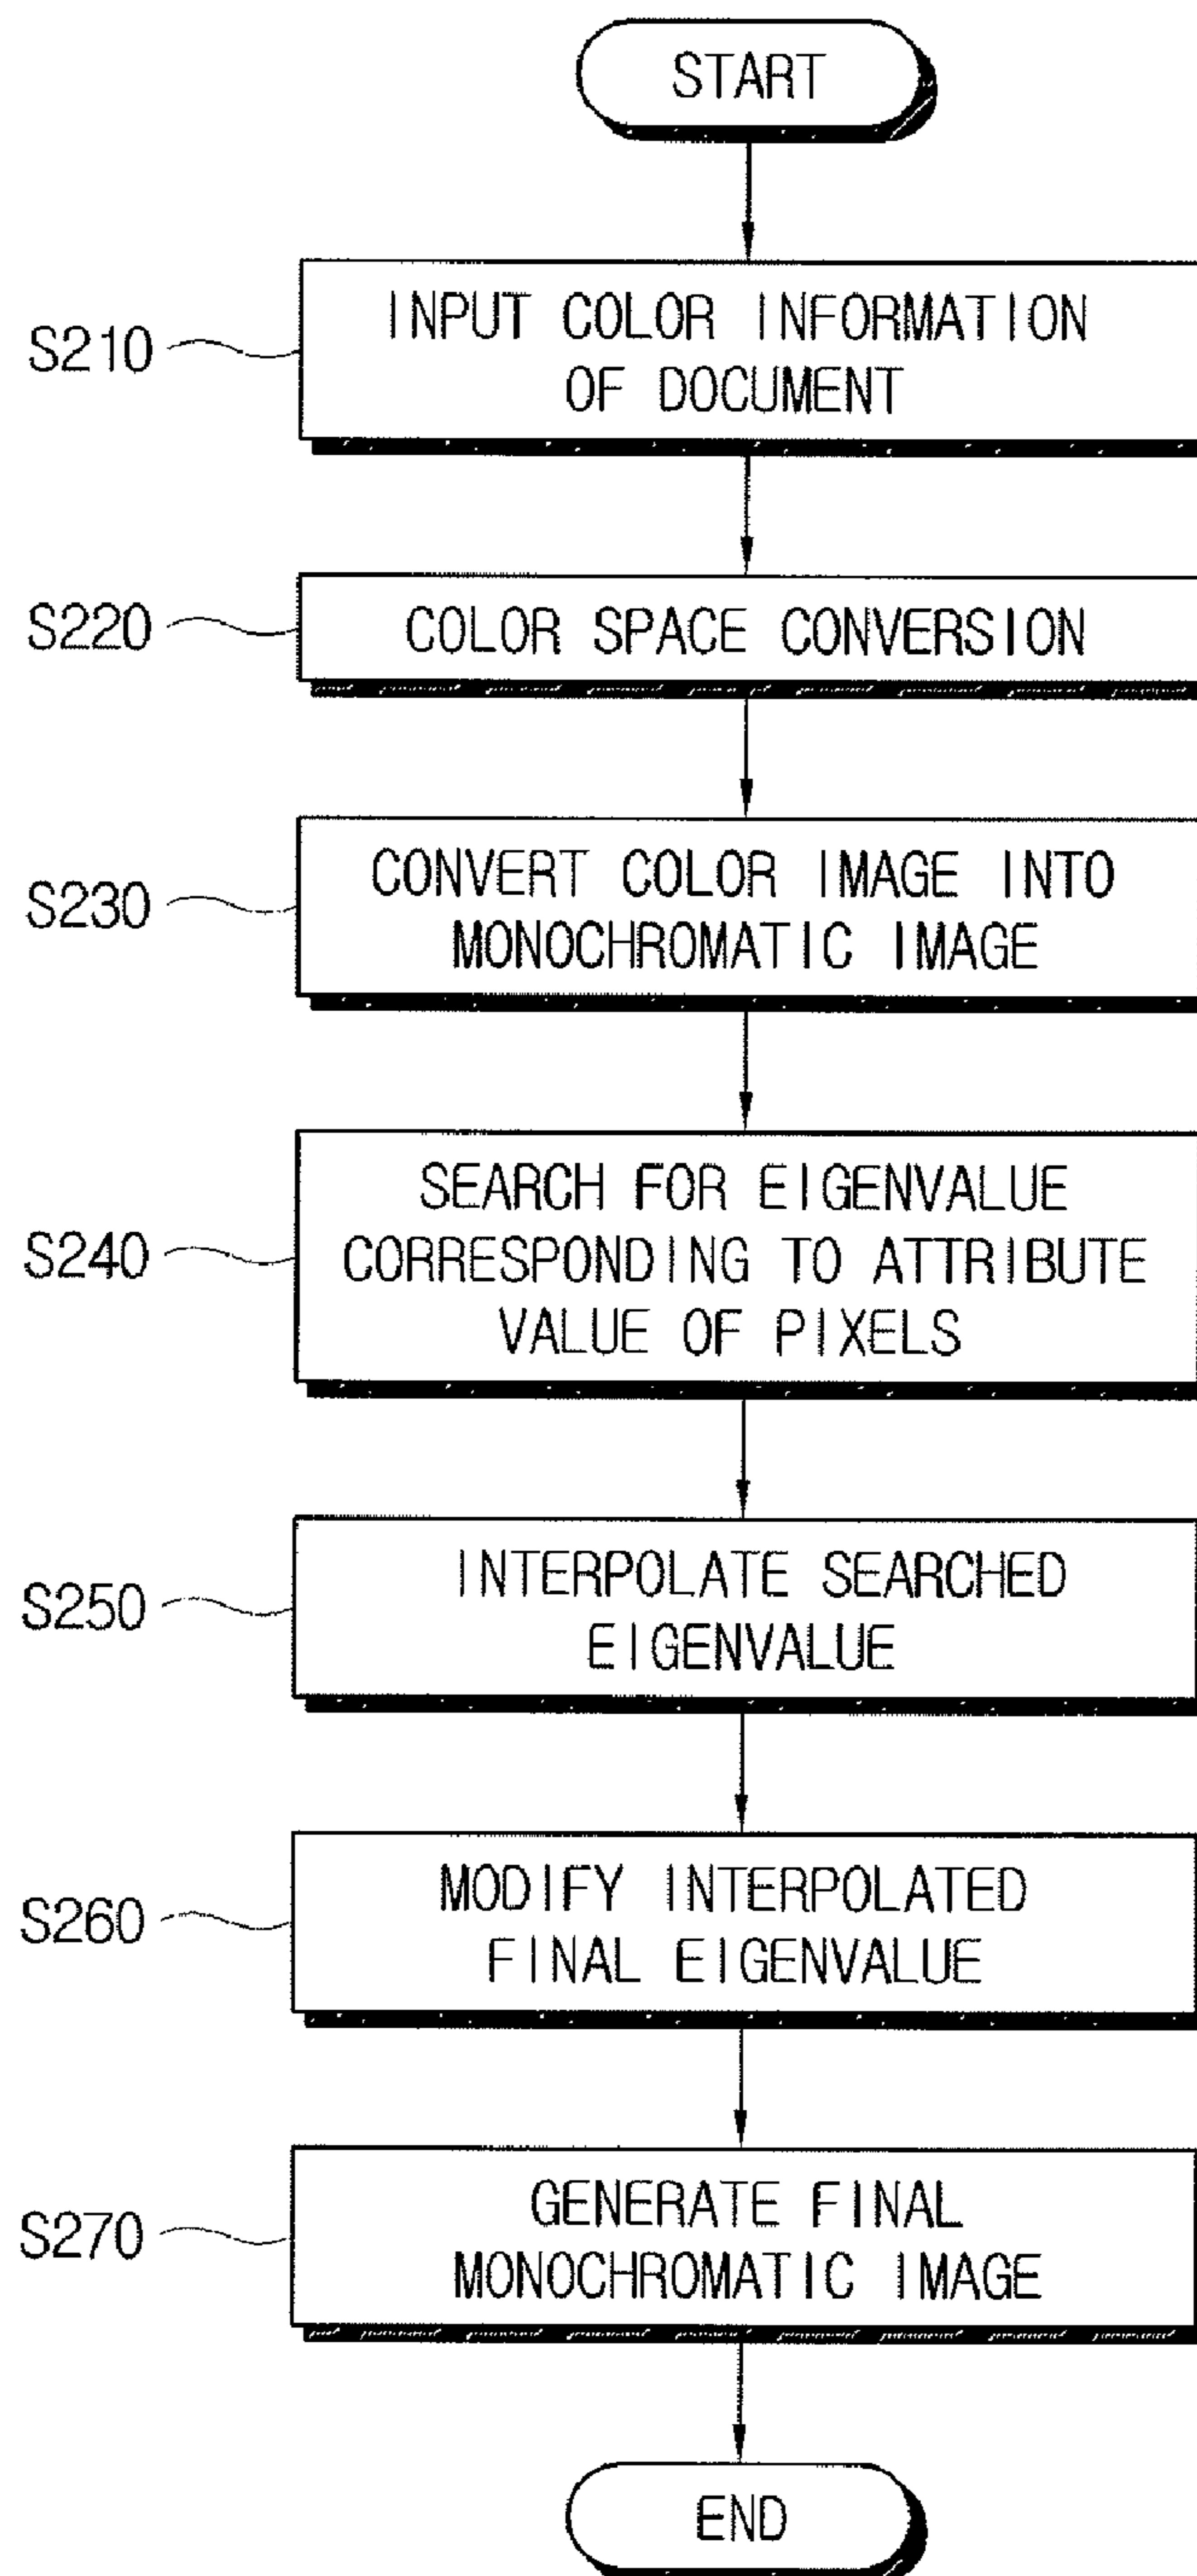 START
S210
INPUT COLOR INFORMATION
OF DOCUMENT
S220
COLOR SPACE CONVERSION
S230
CONVERT COLOR IMAGE INTO
MONOCHROMATIC IMAGE
S240
SEARCH FOR EIGENVALUE
CORRESPONDING TO ATTRIBUTE
VALUE OF PIXELS
S250
INTERPOLATE SEARCHED
EIGENVALUE
S260
MODIFY INTERPOLATED
FINAL EIGENVALUE
S270
GENERATE FINAL
MONOCHROMATIC IMAGE
END